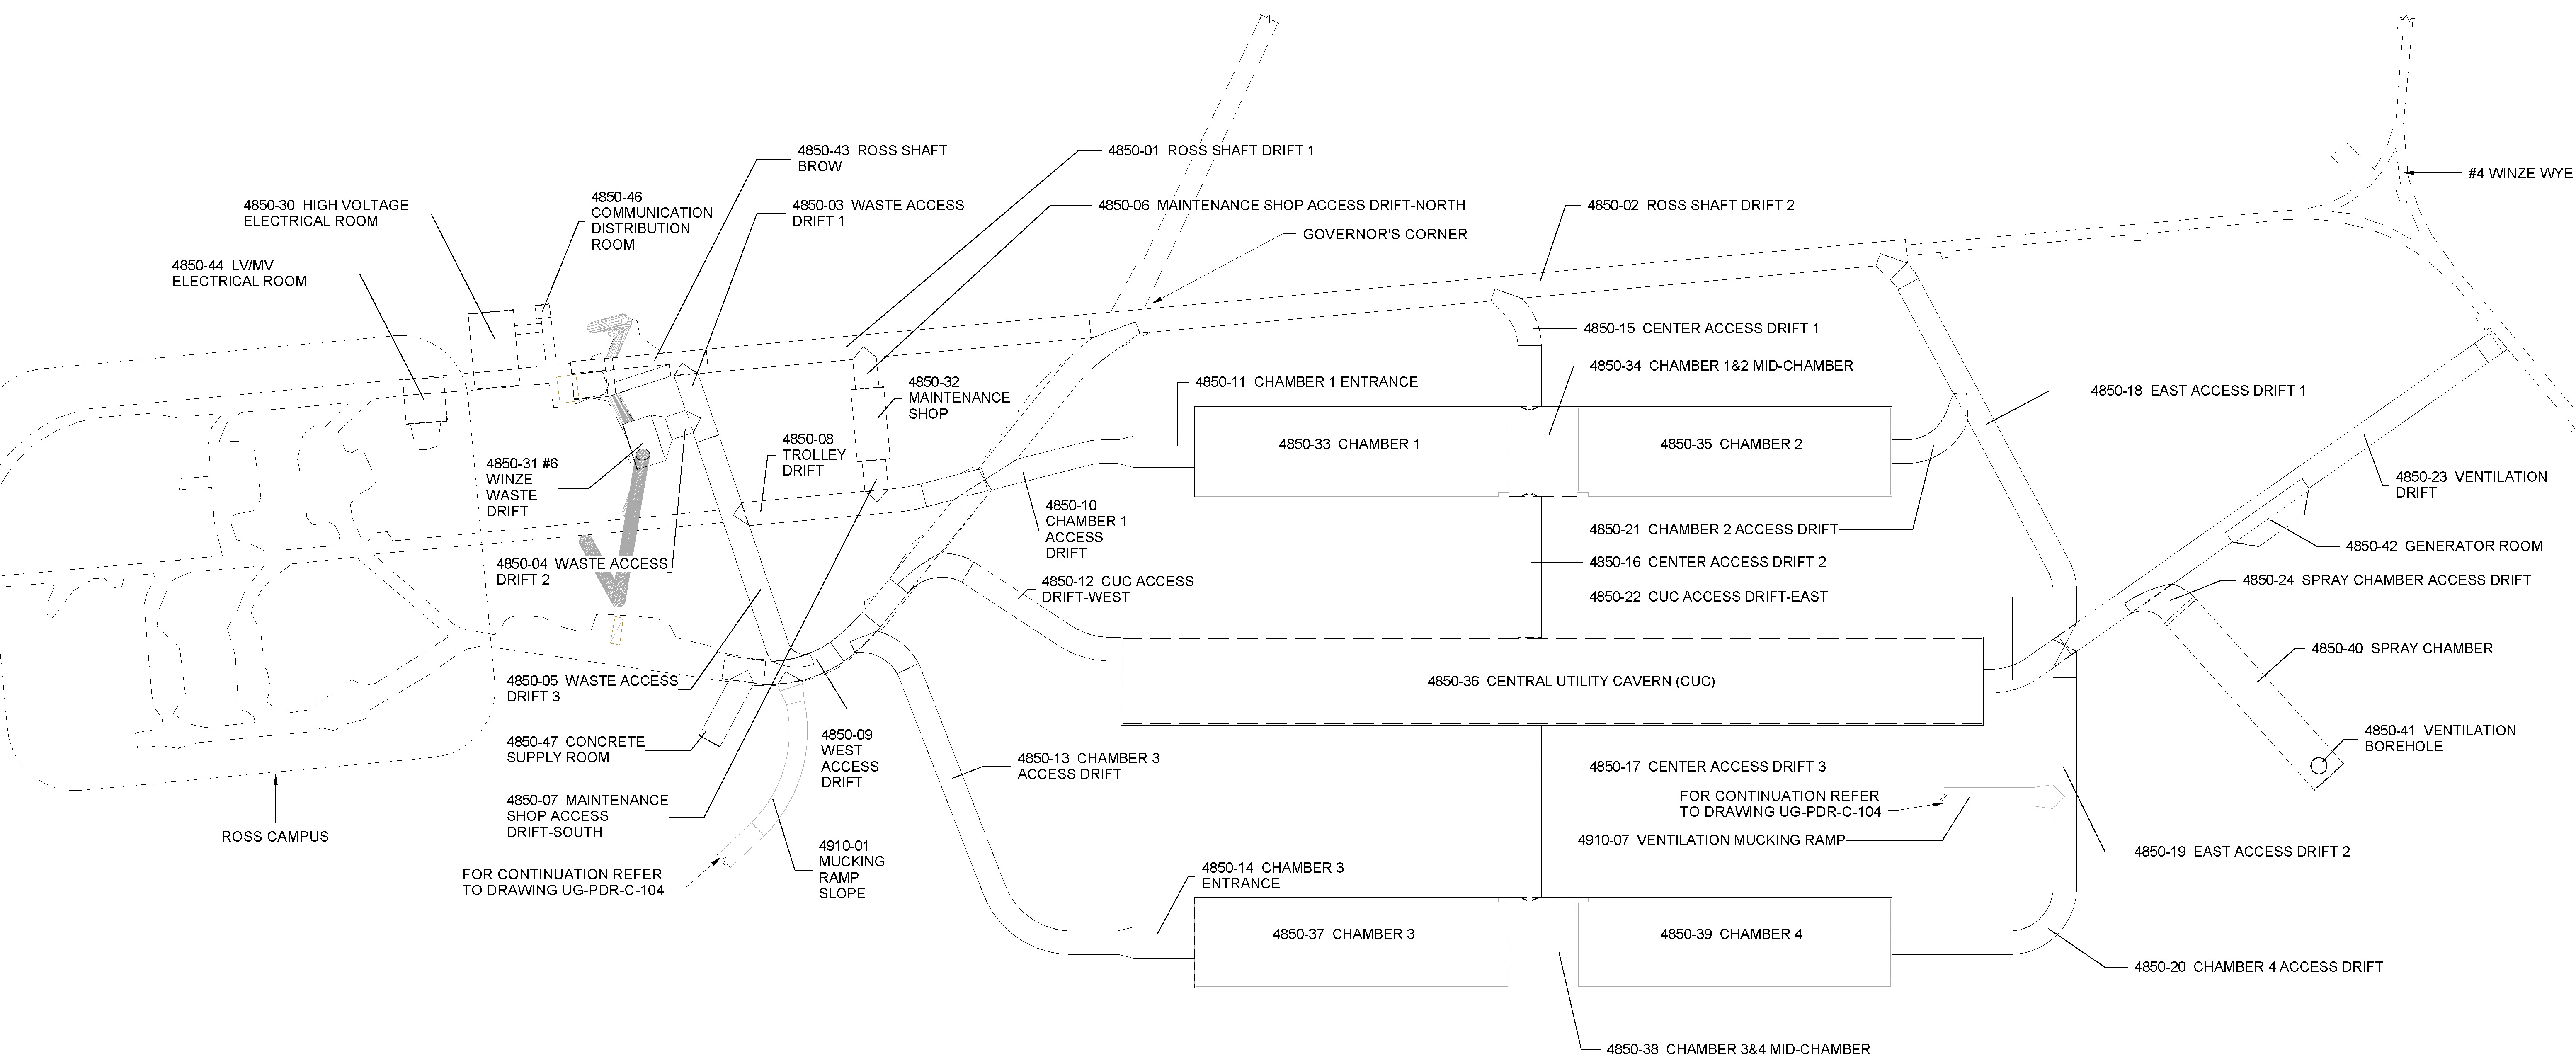 4850-43 ROSS SHAFT
BROW
4850-01 ROSS SHAFT DRIFT 1
#4 WINZE WYE
4850-46
COMMUNICATION
DISTRIBUTION
ROOM
4850-30 HIGH VOLTAGE
ELECTRICAL ROOM
4850-03 WASTE ACCESS
DRIFT 1
4850-06 MAINTENANCE SHOP ACCESS DRIFT-NORTH
4850-02 ROSS SHAFT DRIFT 2
GOVERNOR'S CORNER
4850-44 LV/MV
ELECTRICAL ROOM
4850-15 CENTER ACCESS DRIFT 1
4850-34 CHAMBER 1&2 MID-CHAMBER
4850-32
MAINTENANCE
SHOP
4850-11 CHAMBER 1 ENTRANCE
4850-18 EAST ACCESS DRIFT 1
4850-08
TROLLEY
DRIFT
4850-33 CHAMBER 1
4850-35 CHAMBER 2
4850-31 #6
WINZE
WASTE
DRIFT
4850-23 VENTILATION
DRIFT
4850-10
CHAMBER 1
ACCESS
DRIFT
4850-21 CHAMBER 2 ACCESS DRIFT
4850-42 GENERATOR ROOM
4850-04 WASTE ACCESS
DRIFT 2
4850-16 CENTER ACCESS DRIFT 2
4850-12 CUC ACCESS
DRIFT-WEST
4850-24 SPRAY CHAMBER ACCESS DRIFT
4850-22 CUC ACCESS DRIFT-EAST
4850-40 SPRAY CHAMBER
4850-05 WASTE ACCESS
DRIFT 3
4850-36 CENTRAL UTILITY CAVERN (CUC)
4850-41 VENTILATION
BOREHOLE
4850-47 CONCRETE
SUPPLY ROOM
4850-09
WEST
ACCESS
DRIFT
4850-13 CHAMBER 3
ACCESS DRIFT
4850-17 CENTER ACCESS DRIFT 3
4850-07 MAINTENANCE
SHOP ACCESS
DRIFT-SOUTH
FOR CONTINUATION REFER
TO DRAWING UG-PDR-C-104
ROSS CAMPUS
4910-07 VENTILATION MUCKING RAMP
4910-01
MUCKING
RAMP
SLOPE
4850-19 EAST ACCESS DRIFT 2
FOR CONTINUATION REFER
TO DRAWING UG-PDR-C-104
4850-14 CHAMBER 3
ENTRANCE
4850-37 CHAMBER 3
4850-39 CHAMBER 4
4850-20 CHAMBER 4 ACCESS DRIFT
4850-38 CHAMBER 3&4 MID-CHAMBER